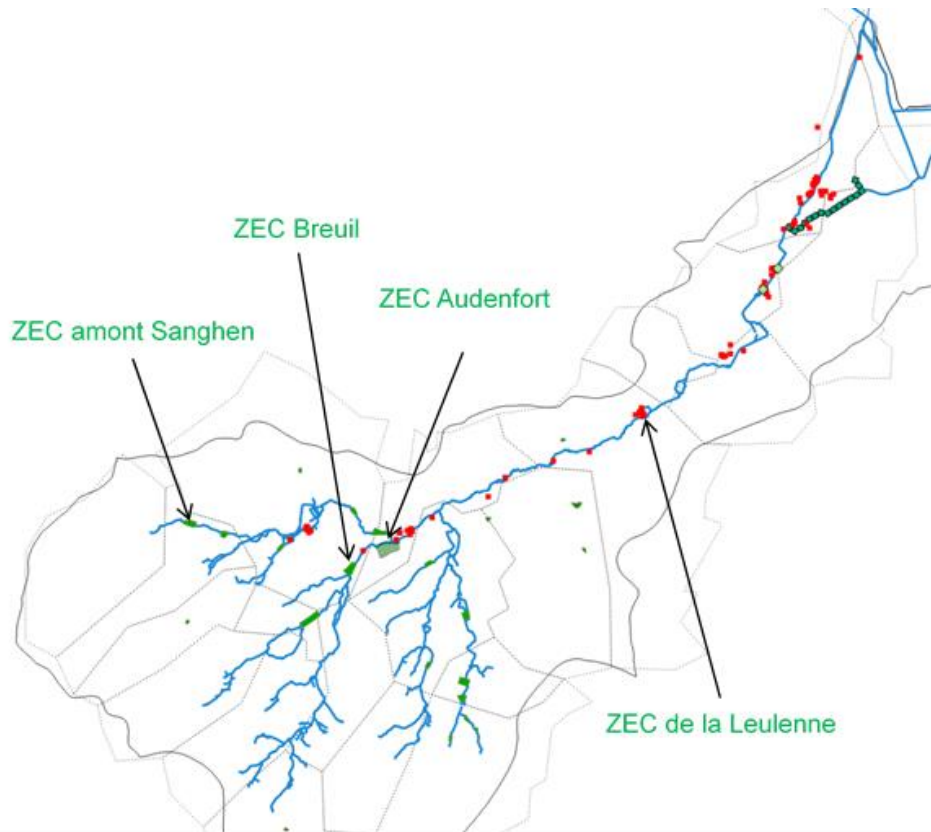 ZEC Breuil
ZEC Audenfort
ZEC amont Sanghen
ZEC de la Leulenne